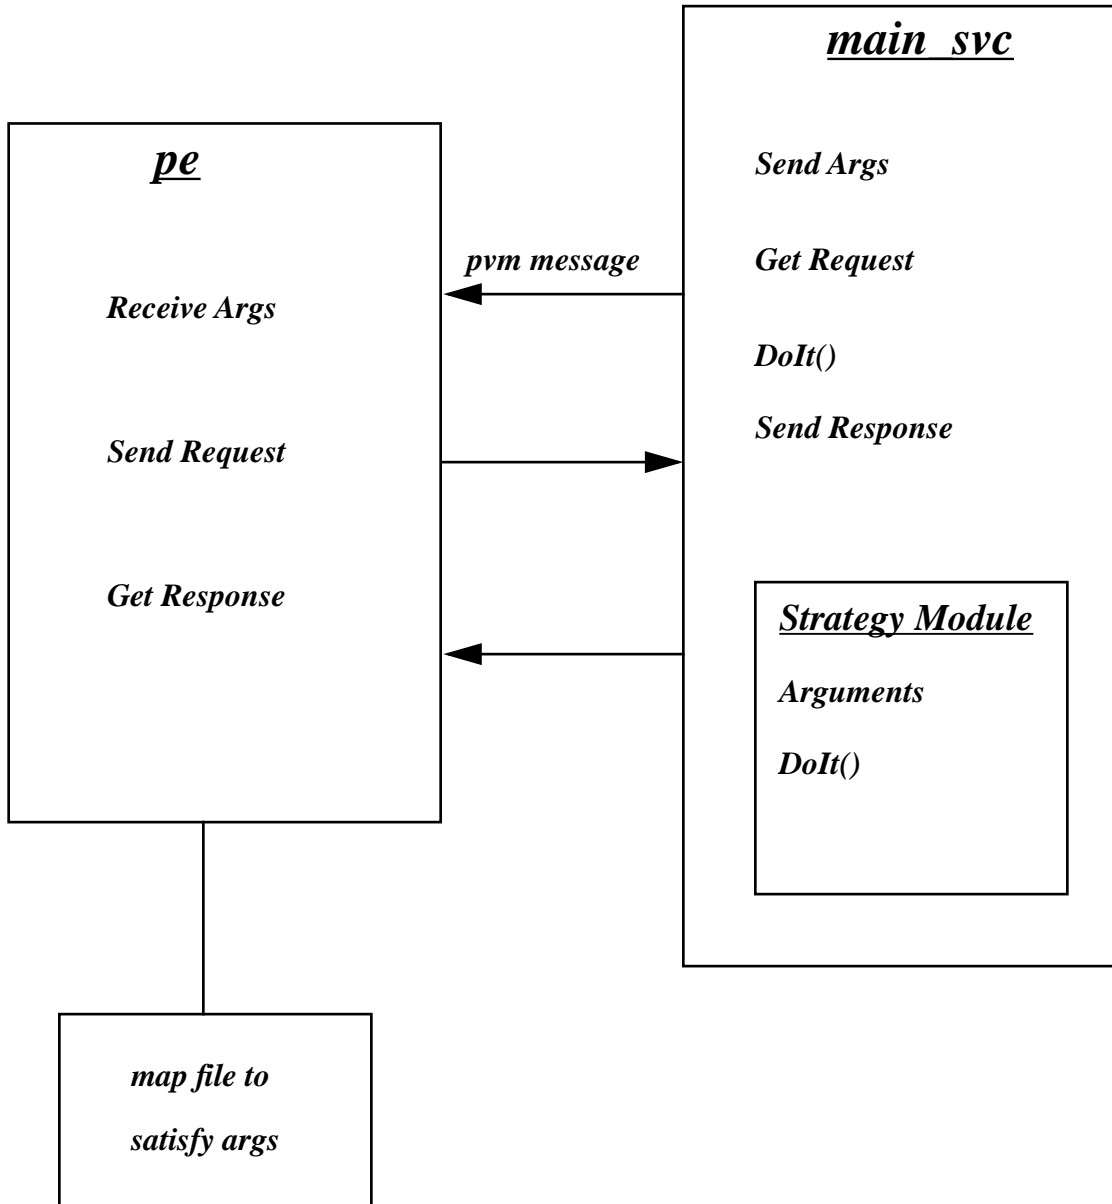 main_svc
Send Args
Get Request
DoIt()
Send Response
Strategy Module
Arguments
DoIt()
pe
Receive Args
Send Request
Get Response
pvm message
map file to
satisfy args